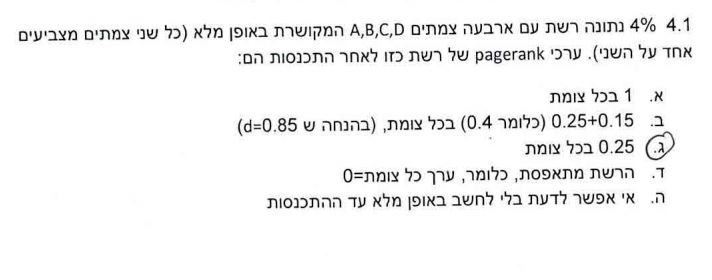 4.1 4% נתונה רשת עם ארבעה צמתים A,B,C,D המקושרת באופן מלא (כל שני צמתים מצביעים
אחד על השני). ערכי pagerank של רשת כזו לאחר התכנסות הם:
א. 1 בכל צומת
ב. 0.25+0.15 (כלומר 0.4) בכל צומת, (בהנחה ש d=0.85)
ג. 0.25 בכל צומת
ד. הרשת מתאפסת, כלומר, ערך כל צומת=0
ה. אי אפשר לדעת בלי לחשב באופן מלא עד ההתכנסות